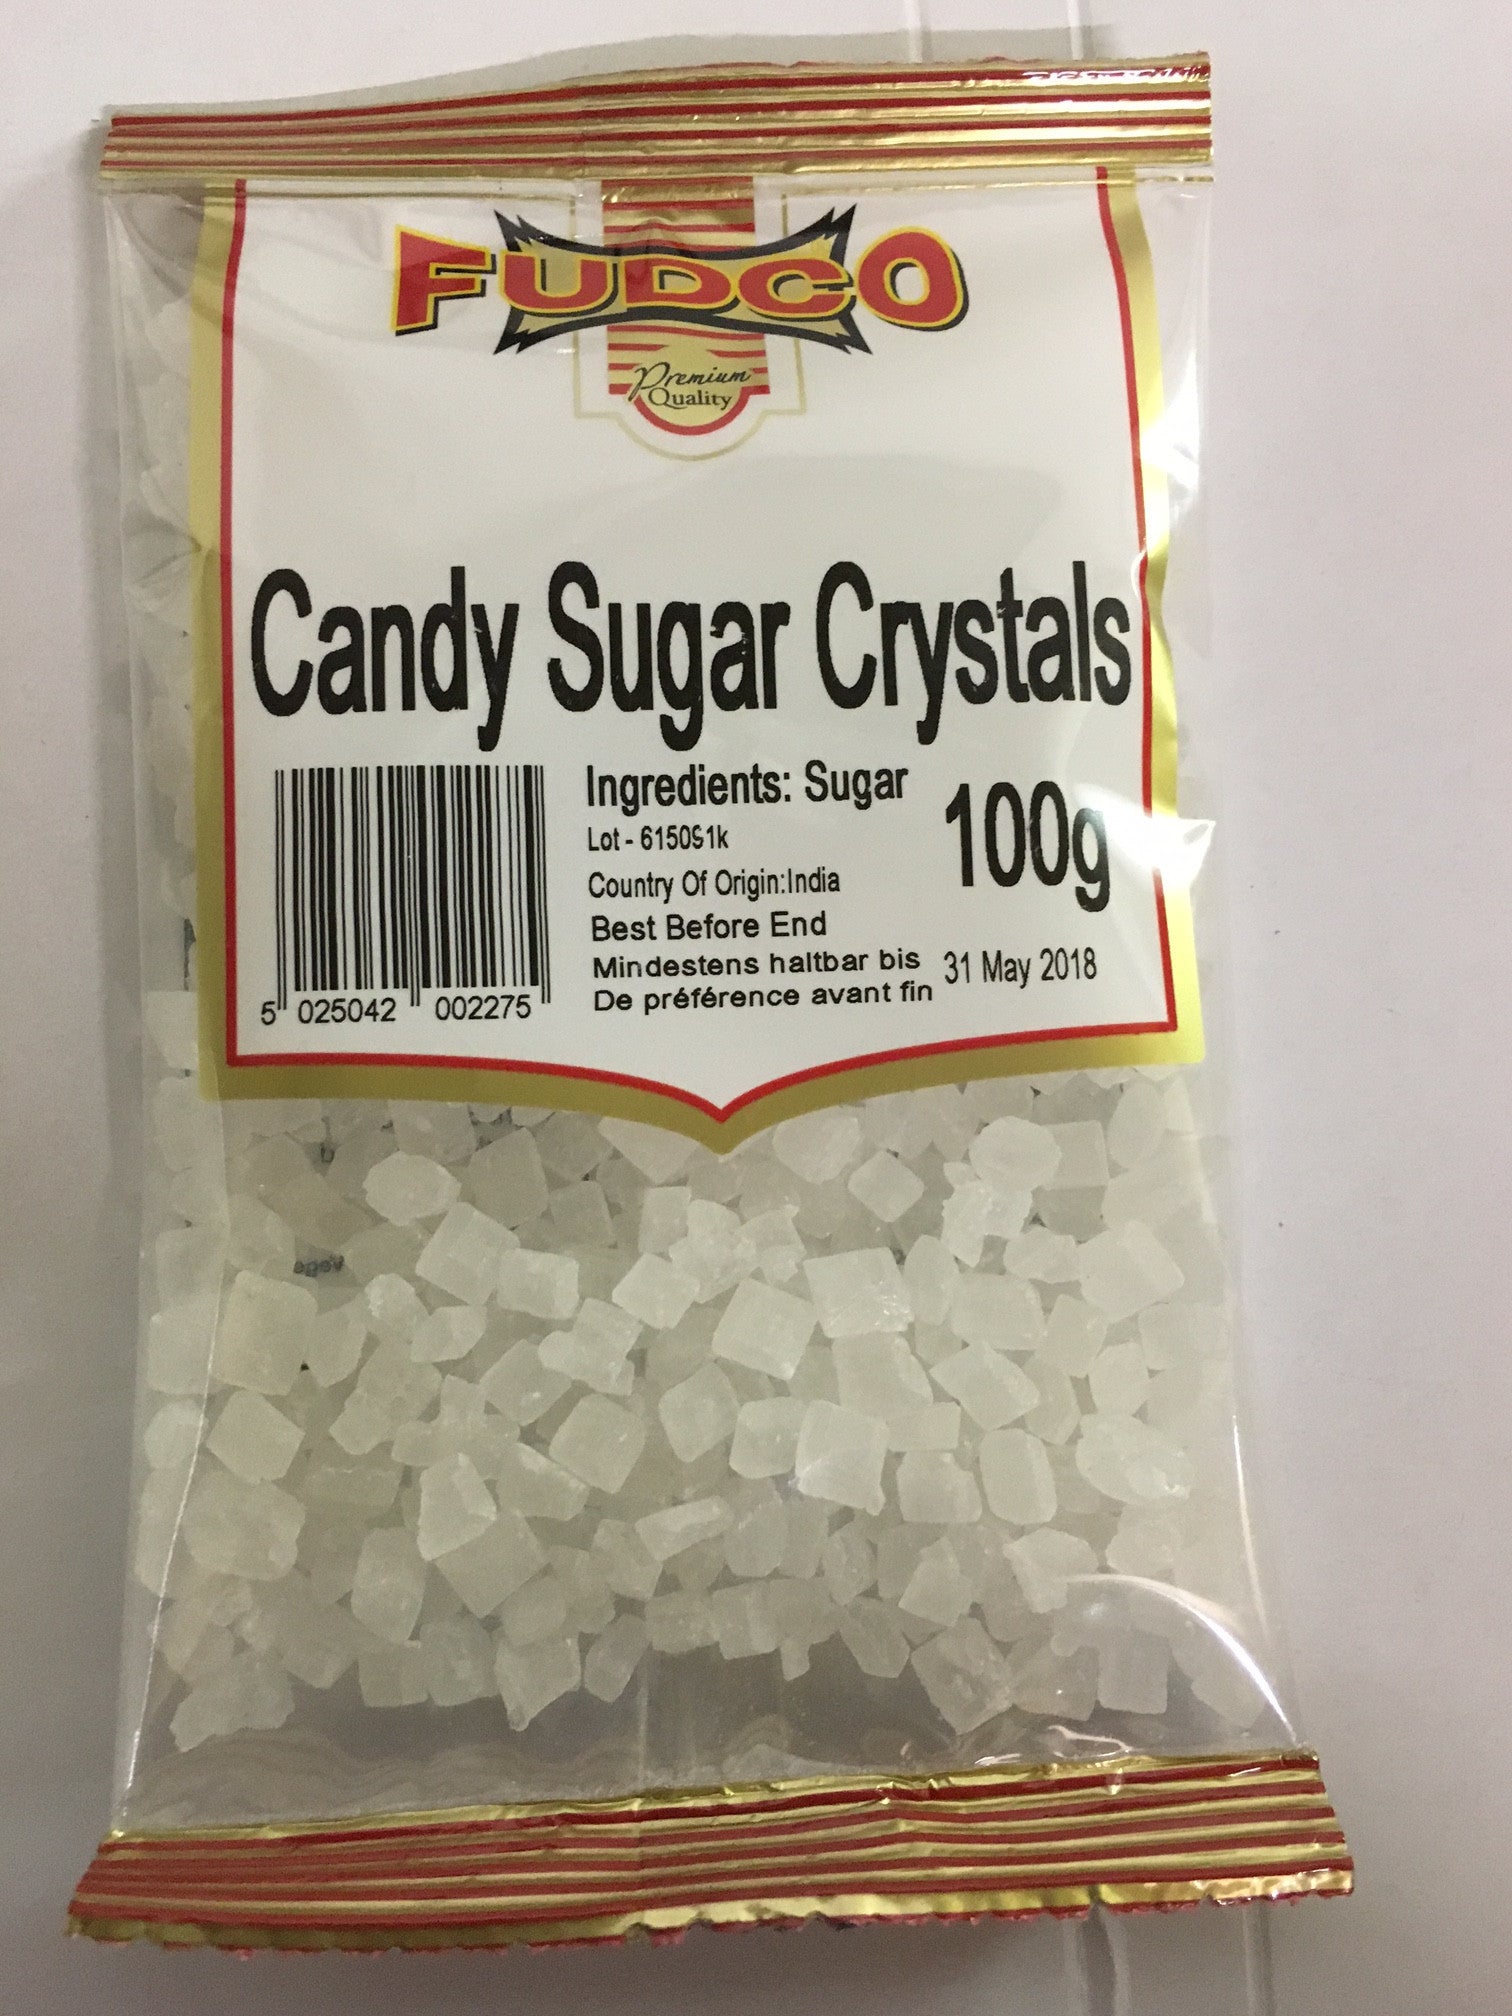 FUDCO
Premium
Quality
Candy Sugar Crystals
Ingredients: Sugar
100g
Lot - 615091k
Country Of Origin:India
Best Before End
Mindestens haltbar bis 31 May 2018
De préférence avant fin
5 025042 002275